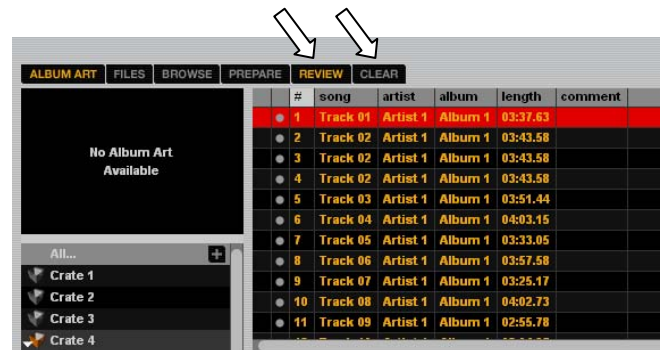 ALBUM ART FILES BROWSE PREPARE REVIEW CLEAR
# song artist album length comment
1 Track 01 Artist 1 Album 1 03:37.63
2 Track 02 Artist 1 Album 1 03:43.58
3 Track 02 Artist 1 Album 1 03:43.58
4 Track 02 Artist 1 Album 1 03:43.58
5 Track 03 Artist 1 Album 1 03:51.44
6 Track 04 Artist 1 Album 1 04:03.15
7 Track 05 Artist 1 Album 1 03:33.05
8 Track 06 Artist 1 Album 1 03:57.58
9 Track 07 Artist 1 Album 1 03:25.17
10 Track 08 Artist 1 Album 1 04:02.73
11 Track 09 Artist 1 Album 1 02:55.78
No Album Art
Available
All...
Crate 1
Crate 2
Crate 3
Crate 4